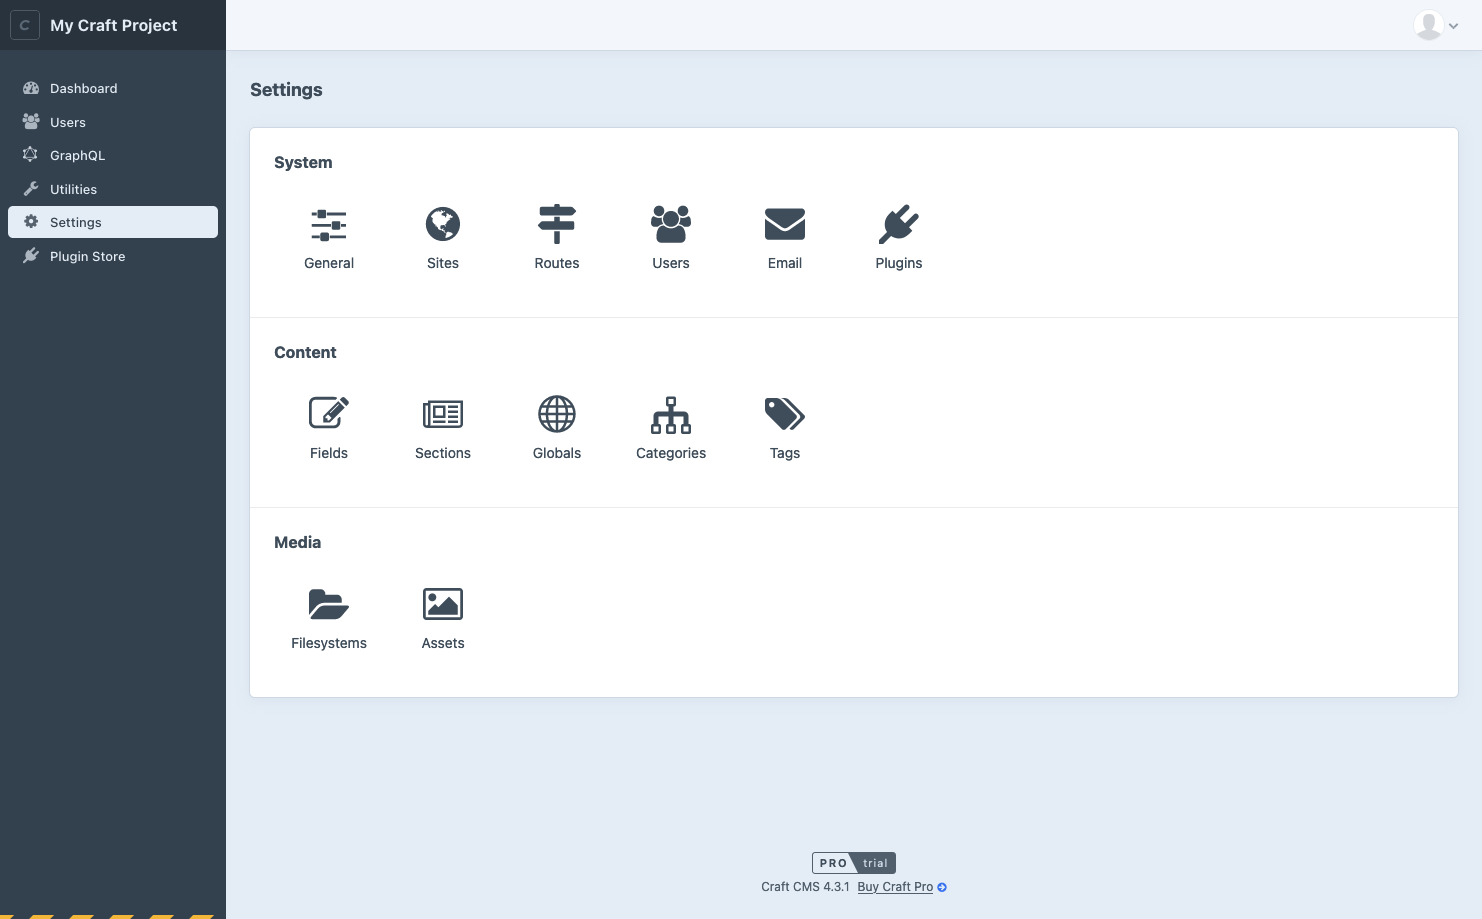 C My Craft Project
Dashboard
Users
GraphQL
Utilities
Settings
Plugin Store
Settings
System
General Sites Routes Users Email Plugins
Content
Fields Sections Globals Categories Tags
Media
Filesystems Assets
PRO trial
Craft CMS 4.3.1 Buy Craft Pro